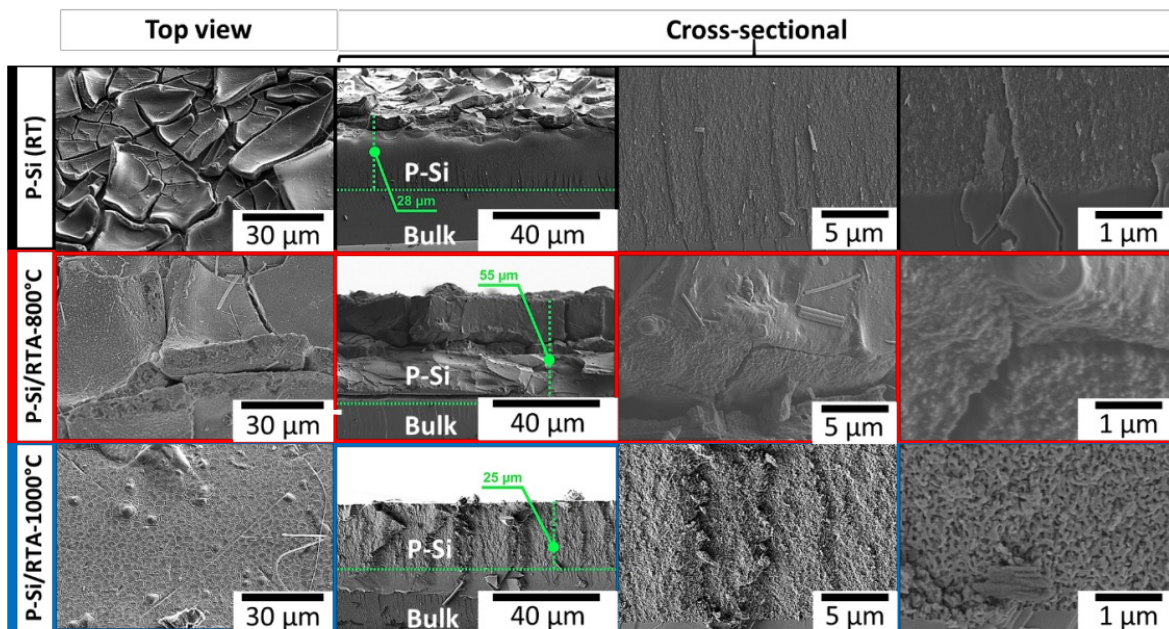 Top view
Cross-sectional
P-Si (RT)
30 µm
P-Si
28 µm
Bulk
40 µm
5 µm
1 µm
P-Si/RTA-800°C
30 µm
55 µm
P-Si
Bulk
40 µm
5 µm
1 µm
P-Si/RTA-1000°C
30 µm
25 µm
P-Si
Bulk
40 µm
5 µm
1 µm